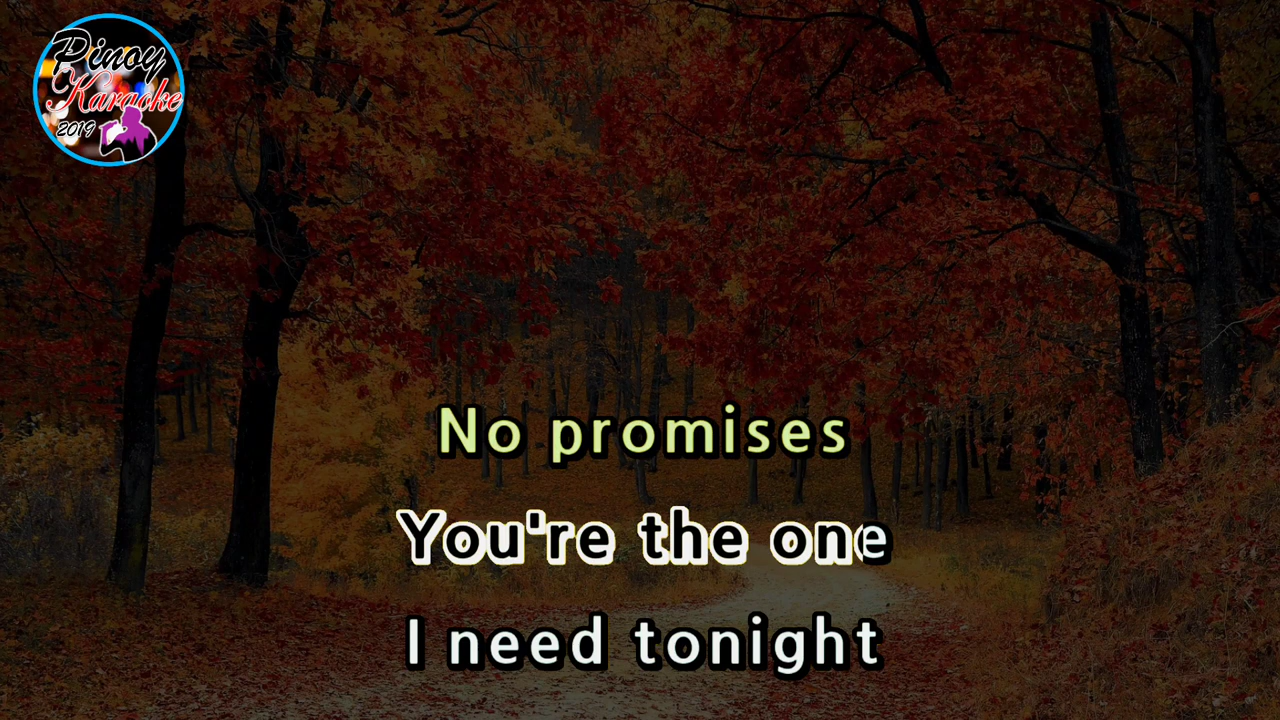 Pinoy
Karaoke
2019
No promises
You're the one
I need tonight